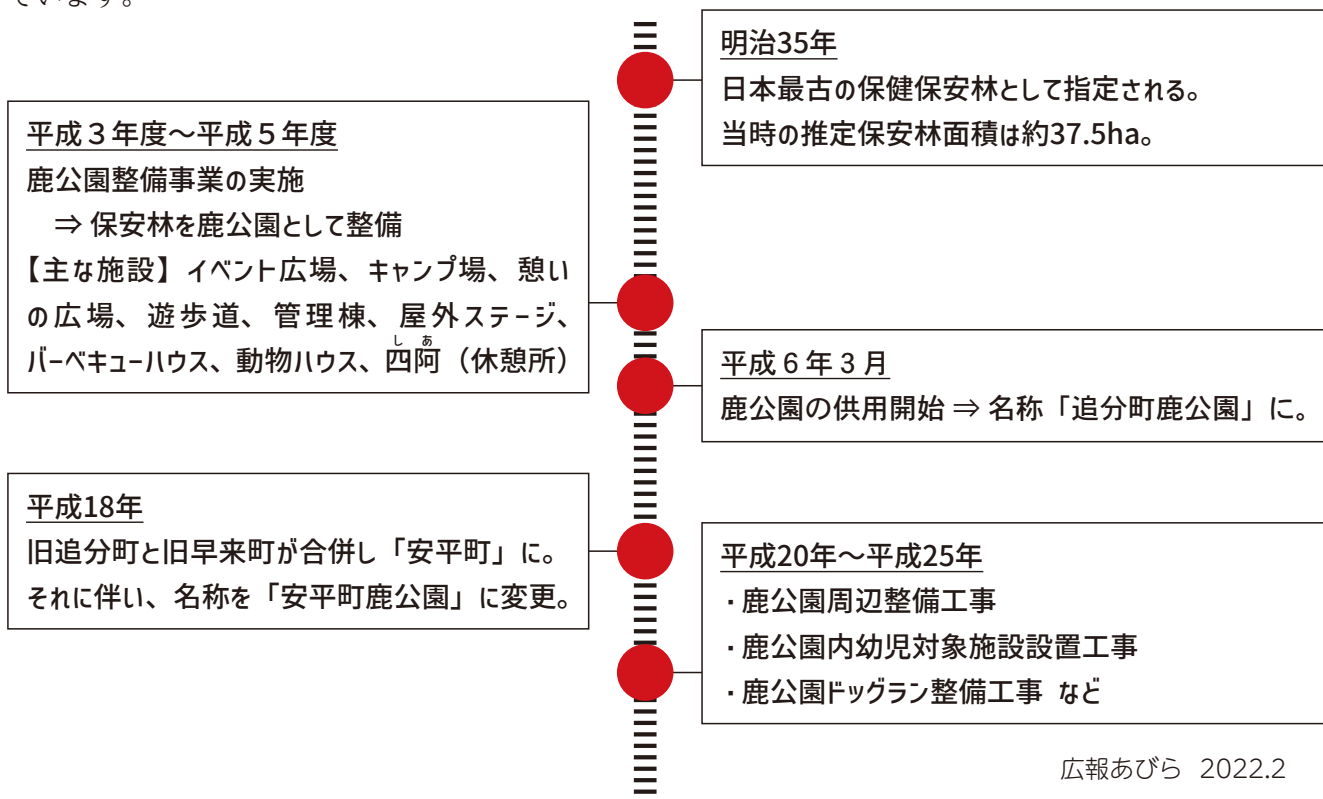 ています。
明治35年
日本最古の保健保安林として指定される。
当時の推定保安林面積は約37.5ha。
平成３年度～平成５年度
鹿公園整備事業の実施
⇒ 保安林を鹿公園として整備
【主な施設】イベント広場、キャンプ場、憩い
の広場、遊歩道、管理棟、屋外ステージ、
し あ
バーベキューハウス、動物ハウス、四阿（休憩所）
平成６年３月
鹿公園の供用開始 ⇒ 名称「追分町鹿公園」に。
平成18年
旧追分町と旧早来町が合併し「安平町」に。
それに伴い、名称を「安平町鹿公園」に変更。
平成20年～平成25年
・鹿公園周辺整備工事
・鹿公園内幼児対象施設設置工事
・鹿公園ドッグラン整備工事 など
広報あびら 2022.2